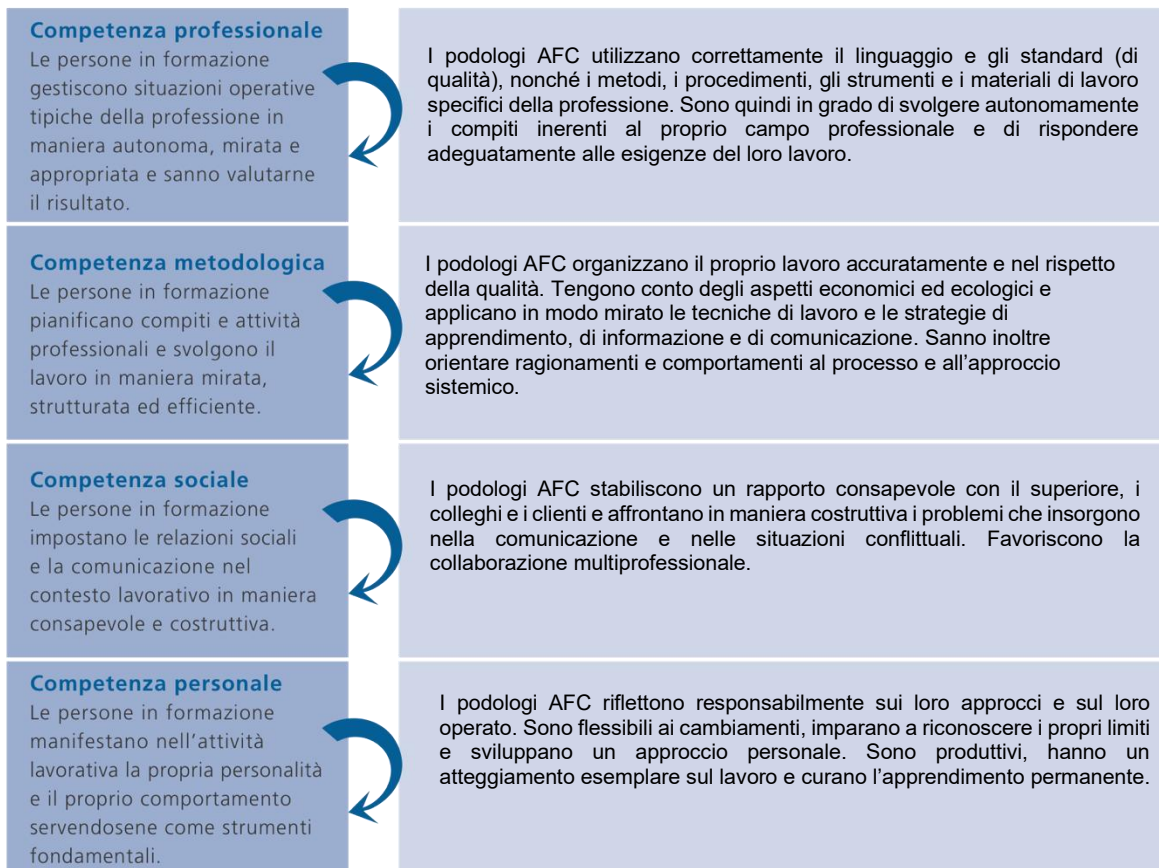 Competenza professionale
Le persone in formazione
gestiscono situazioni operative
tipiche della professione in
maniera autonoma, mirata e
appropriata e sanno valutarne
il risultato.
I podologi AFC utilizzano correttamente il linguaggio e gli standard (di
qualità), nonché i metodi, i procedimenti, gli strumenti e i materiali di lavoro
specifici della professione. Sono quindi in grado di svolgere autonomamente
i compiti inerenti al proprio campo professionale e di rispondere
adeguatamente alle esigenze del loro lavoro.
Competenza metodologica
Le persone in formazione
pianificano compiti e attività
professionali e svolgono il
lavoro in maniera mirata,
strutturata ed efficiente.
I podologi AFC organizzano il proprio lavoro accuratamente e nel rispetto
della qualità. Tengono conto degli aspetti economici ed ecologici e
applicano in modo mirato le tecniche di lavoro e le strategie di
apprendimento, di informazione e di comunicazione. Sanno inoltre
orientare ragionamenti e comportamenti al processo e all’approccio
sistemico.
Competenza sociale
Le persone in formazione
impostano le relazioni sociali
e la comunicazione nel
contesto lavorativo in maniera
consapevole e costruttiva.
I podologi AFC stabiliscono un rapporto consapevole con il superiore, i
colleghi e i clienti e affrontano in maniera costruttiva i problemi che insorgono
nella comunicazione e nelle situazioni conflittuali. Favoriscono la
collaborazione multiprofessionale.
Competenza personale
Le persone in formazione
manifestano nell’attività
lavorativa la propria personalità
e il proprio comportamento
servendosene come strumenti
fondamentali.
I podologi AFC riflettono responsabilmente sui loro approcci e sul loro
operato. Sono flessibili ai cambiamenti, imparano a riconoscere i propri limiti
e sviluppano un approccio personale. Sono produttivi, hanno un
atteggiamento esemplare sul lavoro e curano l’apprendimento permanente.